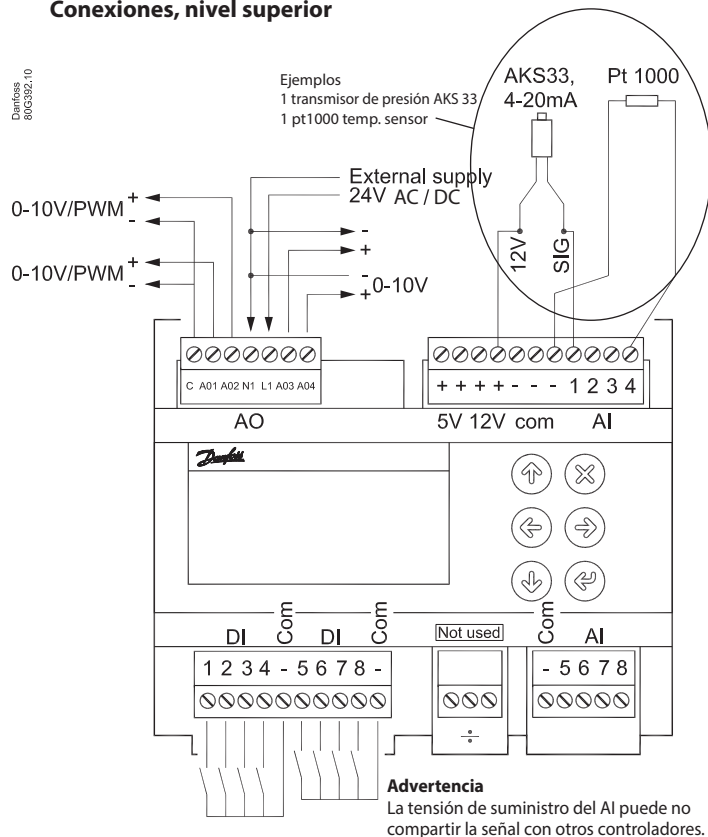 Conexiones, nivel superior
Danfoss
80G392.10
Ejemplos
1 transmisor de presión AKS 33
1 pt1000 temp. sensor
AKS33,
4-20mA
Pt 1000
External supply
24V AC / DC
0-10V/PWM
+
-
0-10V/PWM
+
-
-
+
-
+
0-10V
12V
SIG
C A01 A02 N1 L1 A03 A04
+ + + + - - - 1 2 3 4
AO
5V 12V com AI
Danfoss
DI Com DI Com
Not used
Com AI
1 2 3 4 - 5 6 7 8 -
- 5 6 7 8
÷
Advertencia
La tensión de suministro del AI puede no
compartir la señal con otros controladores.